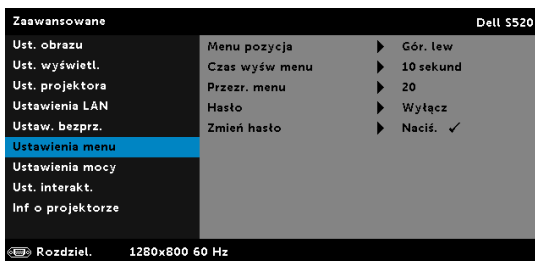 Zaawansowane Dell S520
Ust. obrazu
Ust. wyświetl.
Ust. projektora
Ustawienia LAN
Ustaw. bezprz.
Ustawienia menu
Ustawienia mocy
Ust. interakt.
Inf o projektorze
Menu pozycja Gór. lew
Czas wyśw menu 10 sekund
Przezr. menu 20
Hasło Wyłącz
Zmień hasło Naciś. ✓
Rozdziel. 1280x800 60 Hz